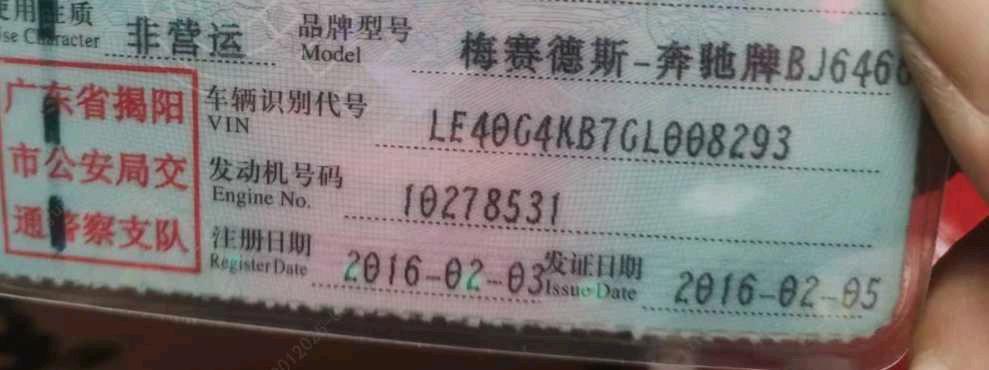 使用性质 非营运 品牌型号 梅赛德斯-奔驰牌BJ6466
Use Character Model
广东省揭阳 车辆识别代号 LE40G4KB7GL008293
VIN
市公安局交 发动机号码 10278531
Engine No.
通警察支队 注册日期 2016-02-03 发证日期 2016-02-05
Register Date Issue Date